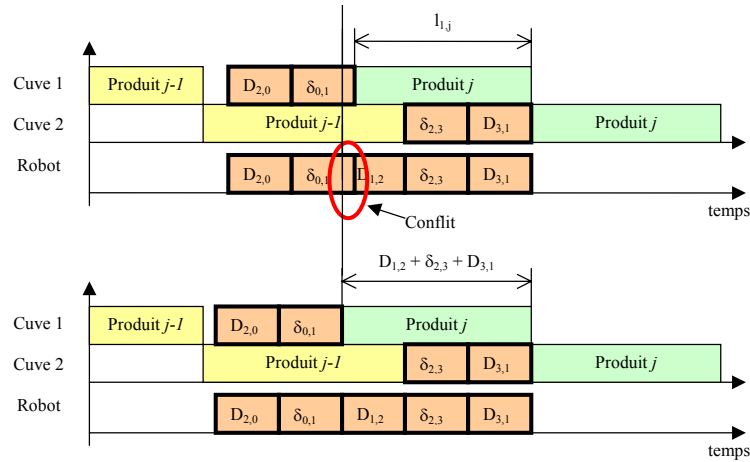 l1,j
Cuve 1 Produit j-1 D2,0 δ0,1 Produit j
Cuve 2 Produit j-1 δ2,3 D3,1 Produit j
Robot D2,0 δ0,1 D1,2 δ2,3 D3,1
temps
Conflit
D1,2 + δ2,3 + D3,1
Cuve 1 Produit j-1 D2,0 δ0,1 Produit j
Cuve 2 Produit j-1 δ2,3 D3,1 Produit j
Robot D2,0 δ0,1 D1,2 δ2,3 D3,1
temps